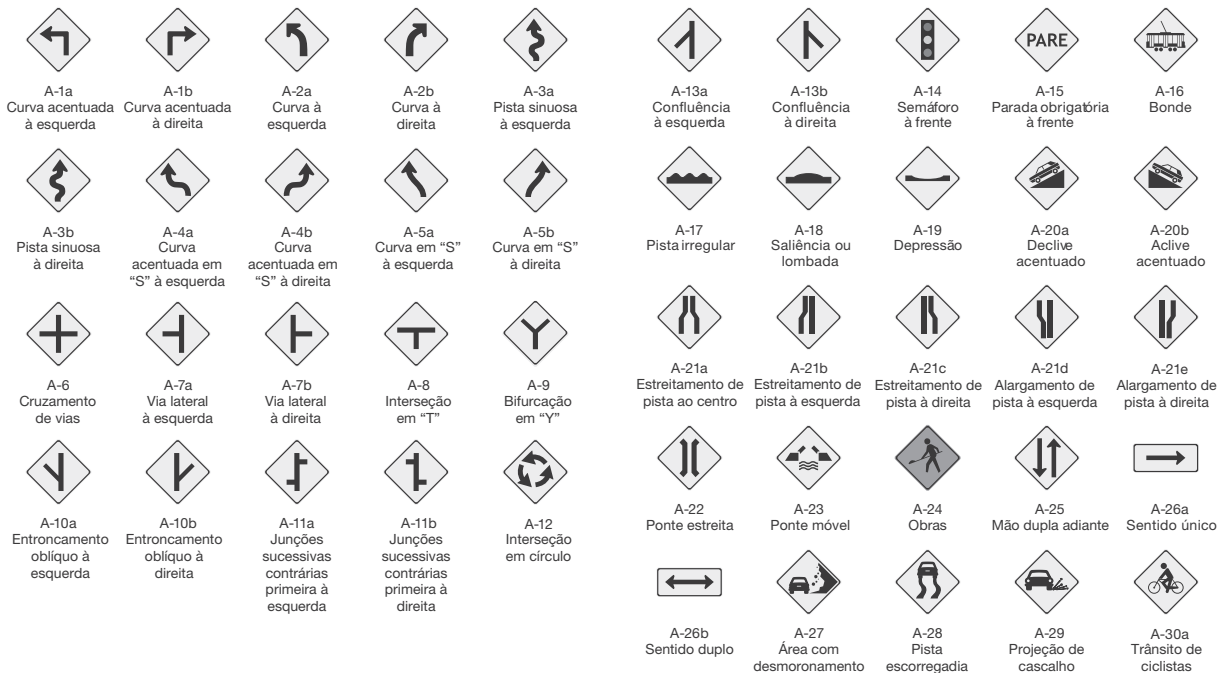 A-1a
Curva acentuada
à esquerda
A-1b
Curva acentuada
à direita
A-2a
Curva à
esquerda
A-2b
Curva à
direita
A-3a
Pista sinuosa
à esquerda
A-3b
Pista sinuosa
à direita
A-4a
Curva
acentuada em
“S” à esquerda
A-4b
Curva
acentuada em
“S” à direita
A-5a
Curva em “S”
à esquerda
A-5b
Curva em “S”
à direita
A-6
Cruzamento
de vias
A-7a
Via lateral
à esquerda
A-7b
Via lateral
à direita
A-8
Interseção
em “T”
A-9
Bifurcação
em “Y”
A-10a
Entroncamento
oblíquo à
esquerda
A-10b
Entroncamento
oblíquo à
direita
A-11a
Junções
sucessivas
contrárias
primeira à
esquerda
A-11b
Junções
sucessivas
contrárias
primeira à
direita
A-12
Interseção
em círculo
A-13a
Confluência
à esquerda
A-13b
Confluência
à direita
A-14
Semáforo
à frente
PARE
A-15
Parada obrigatória
à frente
A-16
Bonde
A-17
Pista irregular
A-18
Saliência ou
lombada
A-19
Depressão
A-20a
Declive
acentuado
A-20b
Aclive
acentuado
A-21a
Estreitamento de
pista ao centro
A-21b
Estreitamento de
pista à esquerda
A-21c
Estreitamento de
pista à direita
A-21d
Alargamento de
pista à esquerda
A-21e
Alargamento de
pista à direita
A-22
Ponte estreita
A-23
Ponte móvel
A-24
Obras
A-25
Mão dupla adiante
A-26a
Sentido único
A-26b
Sentido duplo
A-27
Área com
desmoronamento
A-28
Pista
escorregadia
A-29
Projeção de
cascalho
A-30a
Trânsito de
ciclistas